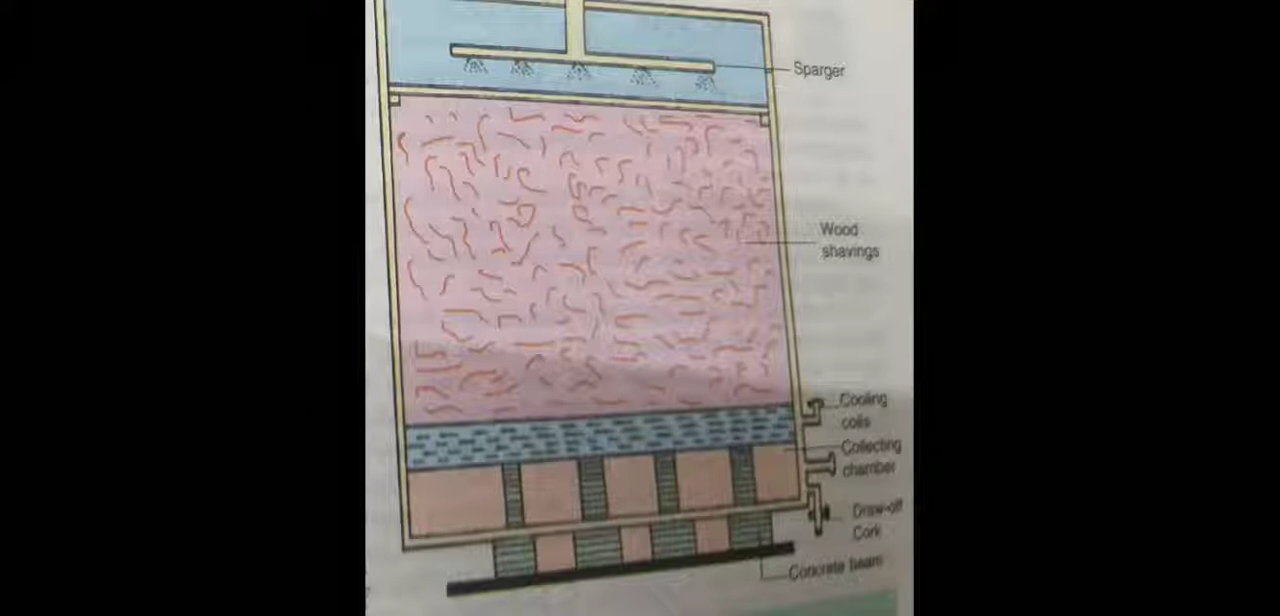 Sparger
Wood
shavings
Cooling
coils
Collecting
chamber
Draw-off
Cork
Concrete beam